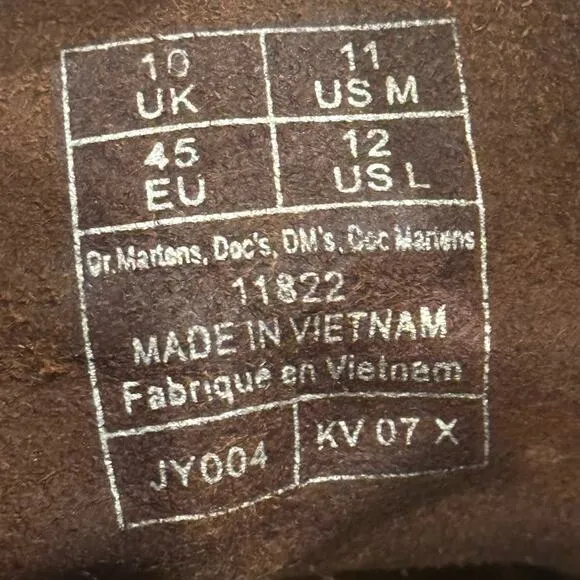 10 UK
11 US M
45 EU
12 US L
Dr.Martens, Doc's, DM's, Doc Martens
11822
MADE IN VIETNAM
Fabriqué en Vietnam
JY004
KV 07 X